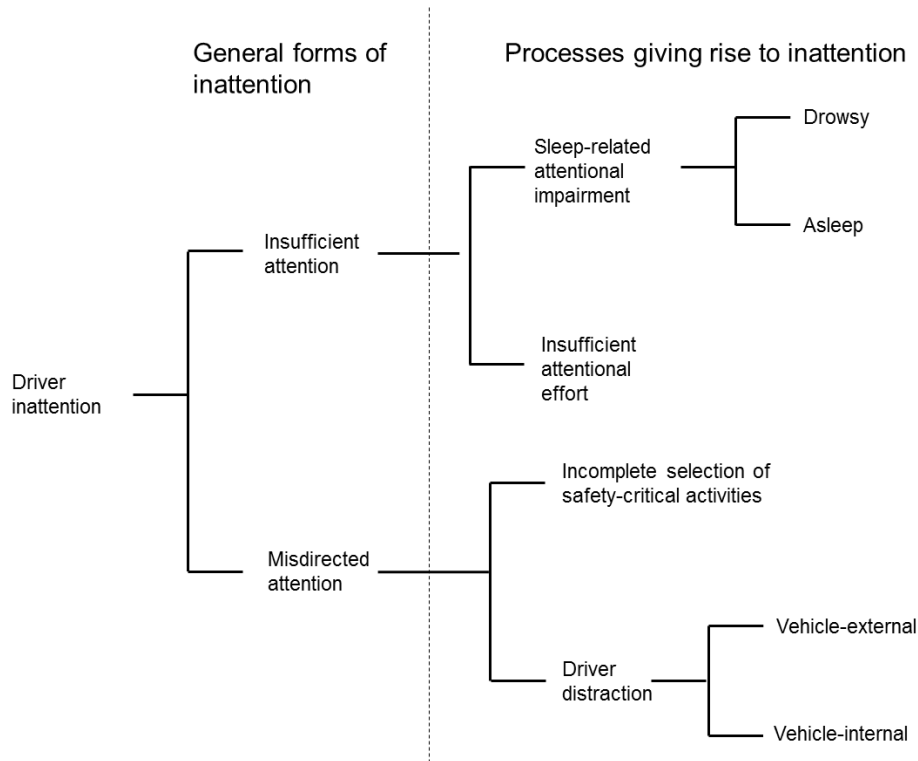 General forms of
inattention
Processes giving rise to inattention
Drowsy
Sleep-related
attentional
impairment
Asleep
Insufficient
attention
Insufficient
attentional
effort
Driver
inattention
Incomplete selection of
safety-critical activities
Misdirected
attention
Vehicle-external
Driver
distraction
Vehicle-internal